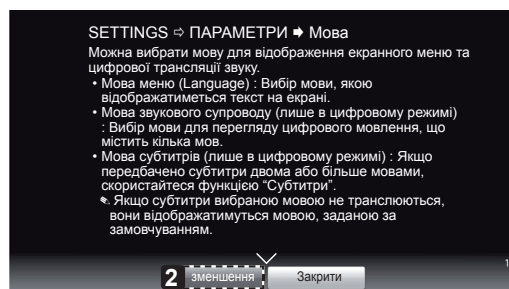 SETTINGS ⇨ ПАРАМЕТРИ ➡ Мова
Можна вибрати мову для відображення екранного меню та
цифрової трансляції звуку.
• Мова меню (Language) : Вибір мови, якою
відображатиметься текст на екрані.
• Мова звукового супроводу (лише в цифровому режимі)
: Вибір мови для перегляду цифрового мовлення, що
містить кілька мов.
• Мова субтитрів (лише в цифровому режимі) : Якщо
передбачено субтитри двома або більше мовами,
скористайтеся функцією “Субтитри”.
✎ Якщо субтитри вибраною мовою не транслюються,
вони відображатимуться мовою, заданою за
замовчуванням.
1
2 зменшення Закрити